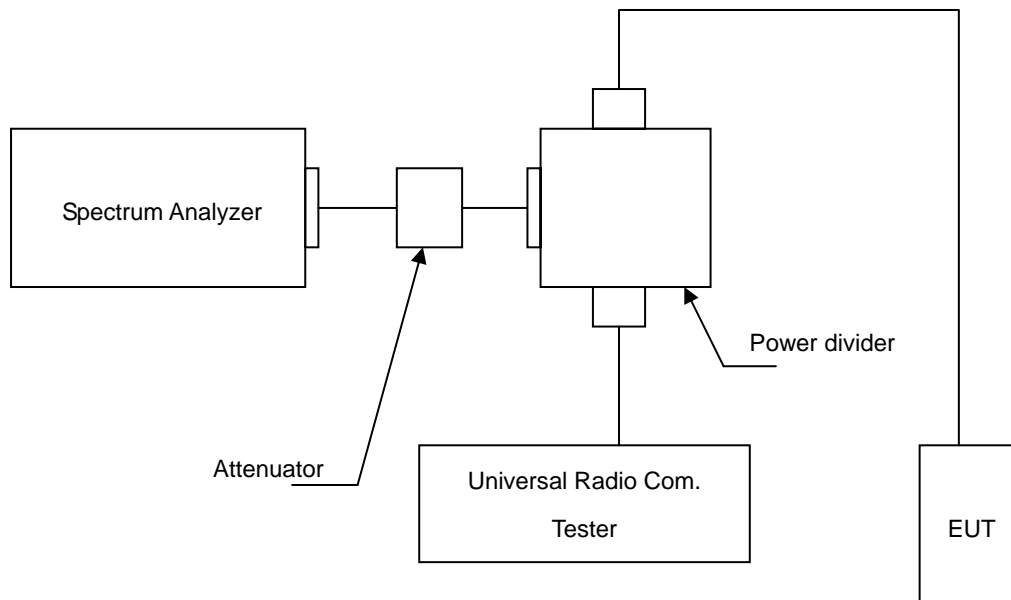 Spectrum Analyzer
Power divider
Attenuator
Universal Radio Com.
Tester
EUT